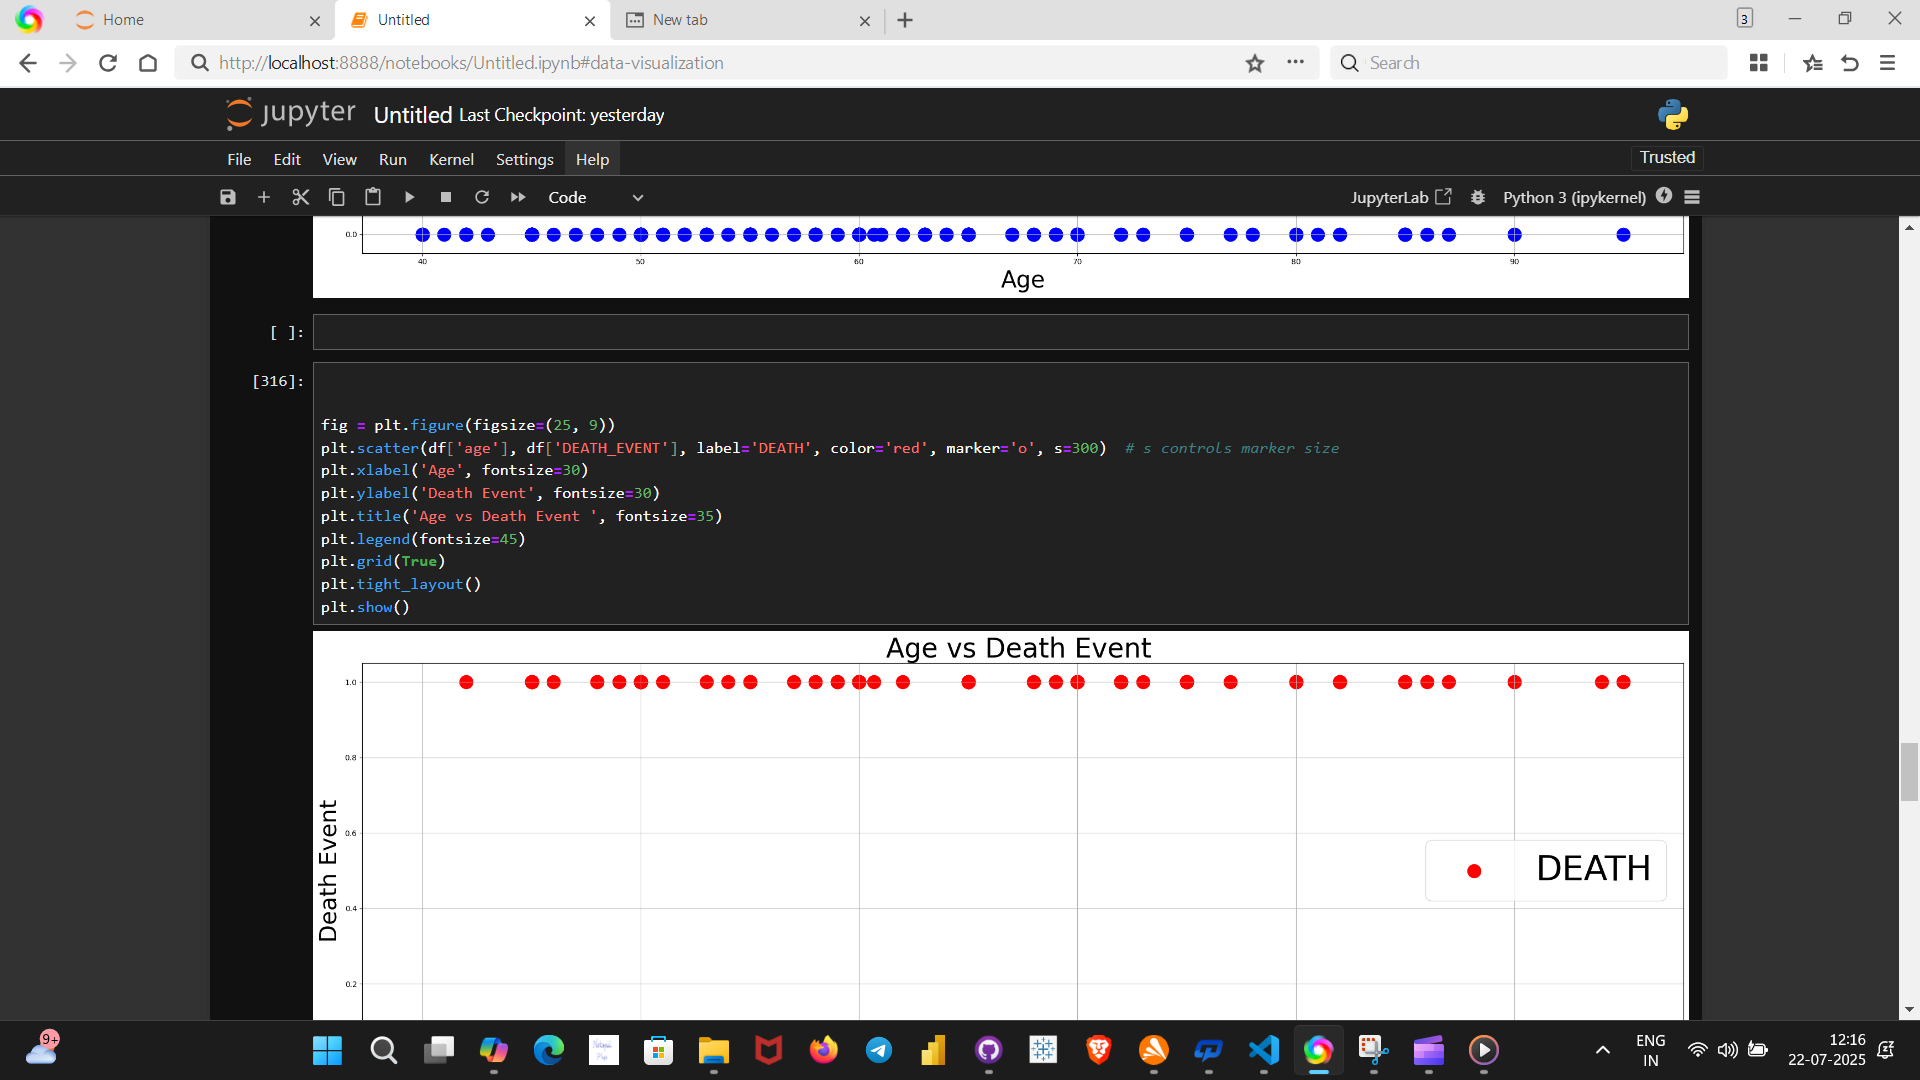 Home
Untitled
New tab
3
http://localhost:8888/notebooks/Untitled.ipynb#data-visualization
Search
jupyter Untitled Last Checkpoint: yesterday
File Edit View Run Kernel Settings Help
Trusted
Code
JupyterLab
Python 3 (ipykernel)
0.0
40 50 60 70 80 90
Age
[ ]:
[316]:
fig = plt.figure(figsize=(25, 9))
plt.scatter(df['age'], df['DEATH_EVENT'], label='DEATH', color='red', marker='o', s=300)  # s controls marker size
plt.xlabel('Age', fontsize=30)
plt.ylabel('Death Event', fontsize=30)
plt.title('Age vs Death Event ', fontsize=35)
plt.legend(fontsize=45)
plt.grid(True)
plt.tight_layout()
plt.show()
Age vs Death Event
1.0
0.8
0.6
0.4
0.2
Death Event
DEATH
9+
ENG
IN
12:16
22-07-2025